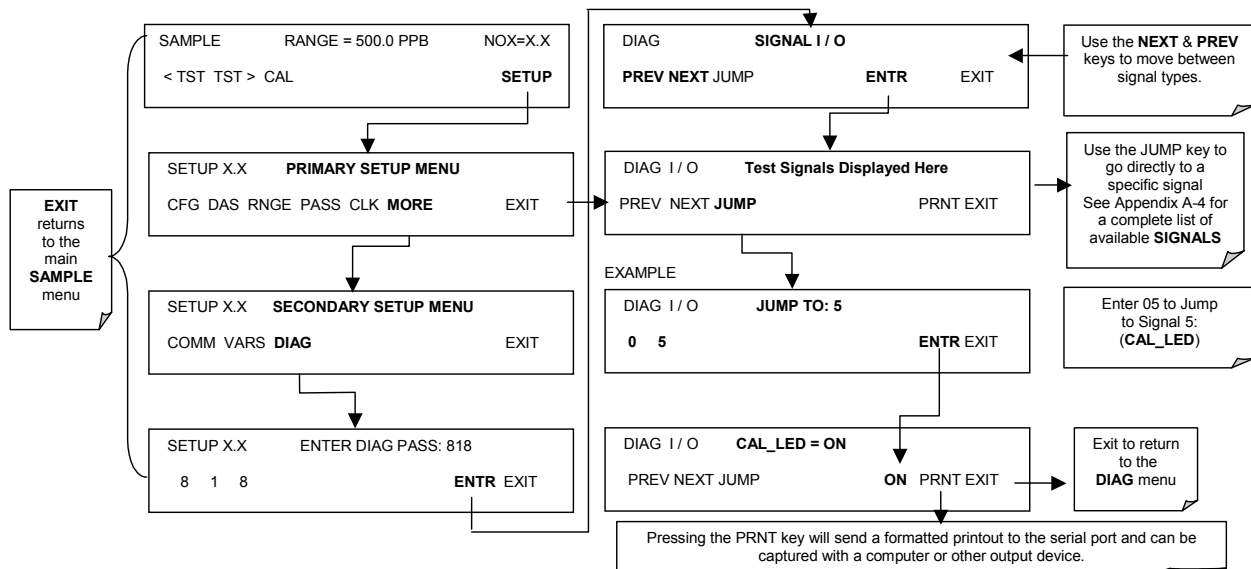 SAMPLE RANGE = 500.0 PPB NOX=X.X
< TST TST > CAL SETUP
SETUP X.X PRIMARY SETUP MENU
CFG DAS RNGE PASS CLK MORE EXIT
SETUP X.X SECONDARY SETUP MENU
COMM VARS DIAG EXIT
SETUP X.X ENTER DIAG PASS: 818
8 1 8 ENTR EXIT
EXIT
returns
to the
main
SAMPLE
menu
DIAG SIGNAL I / O
PREV NEXT JUMP ENTR EXIT
Use the NEXT & PREV
keys to move between
signal types.
DIAG I / O Test Signals Displayed Here
PREV NEXT JUMP PRNT EXIT
Use the JUMP key to
go directly to a
specific signal
See Appendix A-4 for
a complete list of
available SIGNALS
EXAMPLE
DIAG I / O JUMP TO: 5
0 5 ENTR EXIT
Enter 05 to Jump
to Signal 5:
(CAL_LED)
DIAG I / O CAL_LED = ON
PREV NEXT JUMP ON PRNT EXIT
Exit to return
to the
DIAG menu
Pressing the PRNT key will send a formatted printout to the serial port and can be
captured with a computer or other output device.